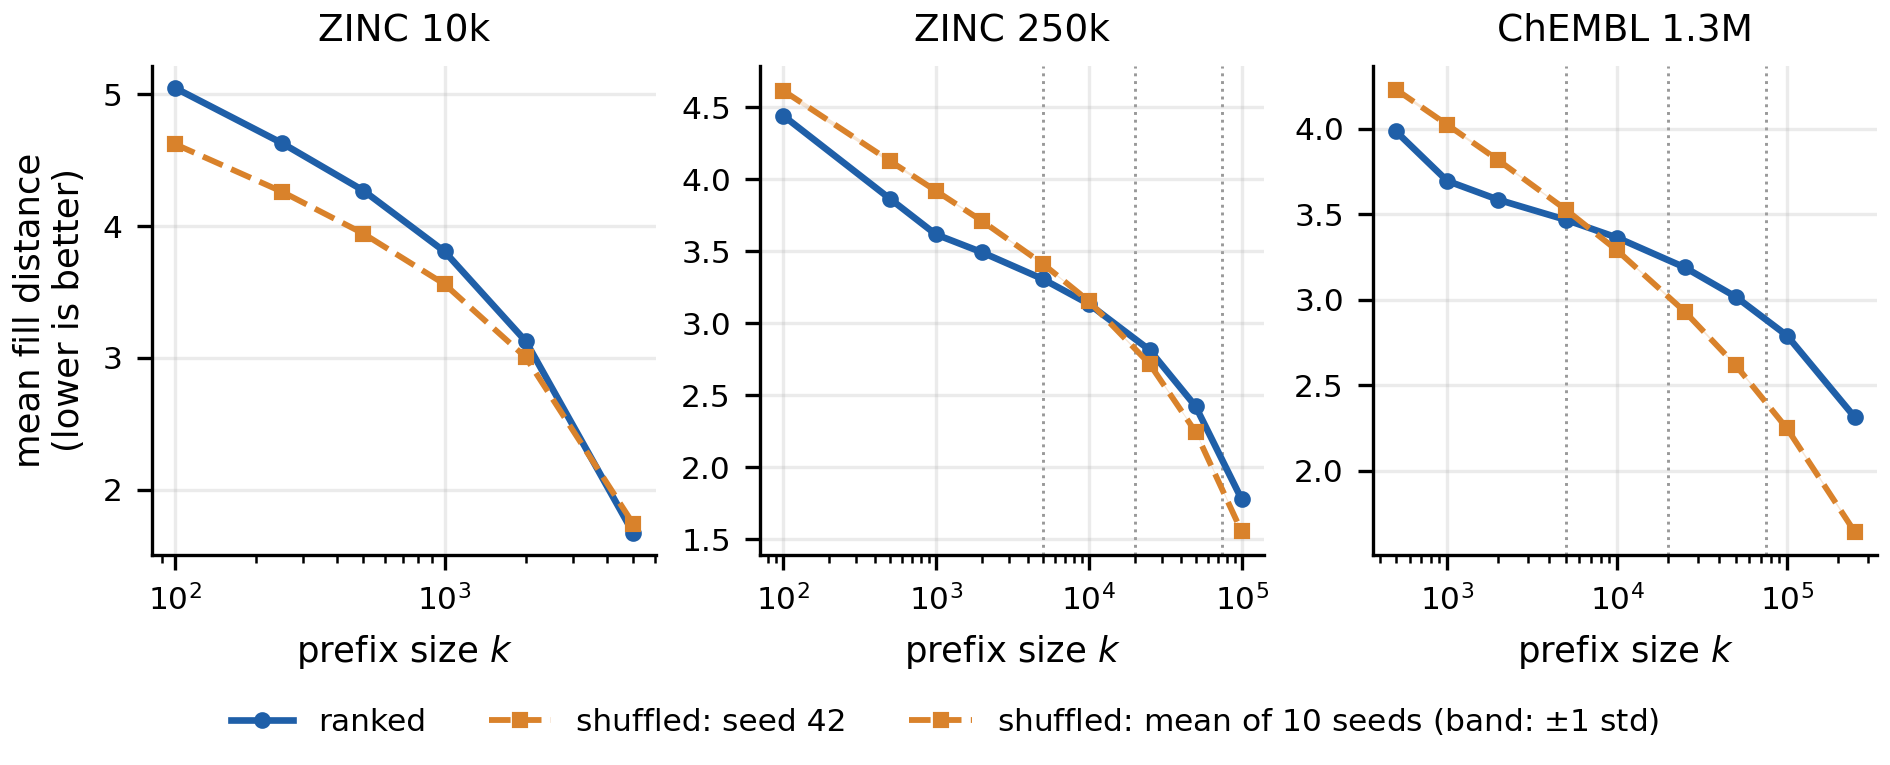 ZINC 10k
ZINC 250k
ChEMBL 1.3M
mean fill distance
(lower is better)
5
4
3
2
4.5
4.0
3.5
3.0
2.5
2.0
1.5
4.0
3.5
3.0
2.5
2.0
10² 10³
10² 10³ 10⁴ 10⁵
10³ 10⁴ 10⁵
prefix size k
prefix size k
prefix size k
ranked
shuffled: seed 42
shuffled: mean of 10 seeds (band: ±1 std)